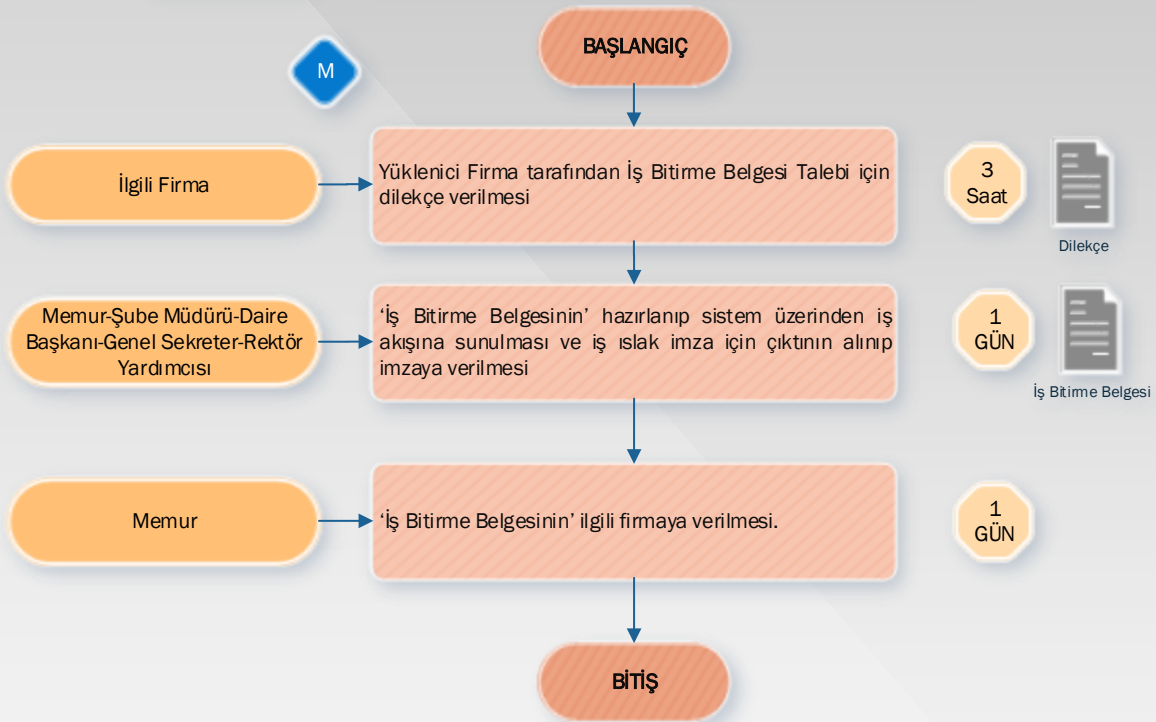 BAŞLANGIÇ
M
İlgili Firma
Yüklenici Firma tarafından İş Bitirme Belgesi Talebi için
dilekçe verilmesi
3
Saat
Dilekçe
Memur-Şube Müdürü-Daire
Başkanı-Genel Sekreter-Rektör
Yardımcısı
‘İş Bitirme Belgesinin’ hazırlanıp sistem üzerinden iş
akışına sunulması ve iş ıslak imza için çıktının alınıp
imzaya verilmesi
1
GÜN
İş Bitirme Belgesi
Memur
‘İş Bitirme Belgesinin’ ilgili firmaya verilmesi.
1
GÜN
BİTİŞ